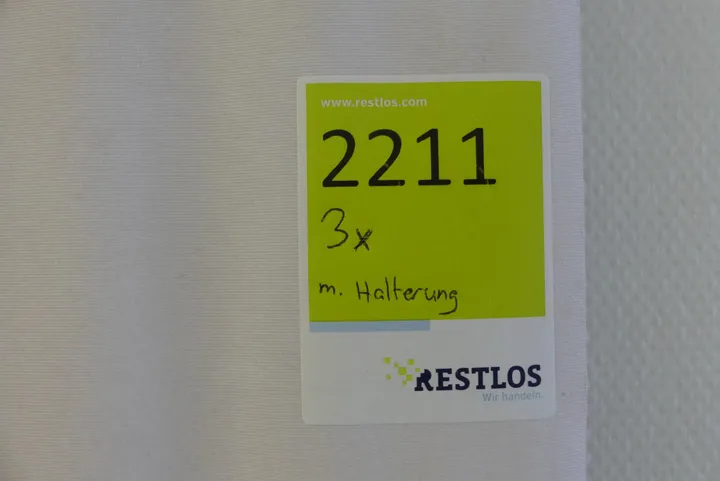 www.restlos.com
2211
3x
m. Halterung
RESTLOS
Wir handeln.